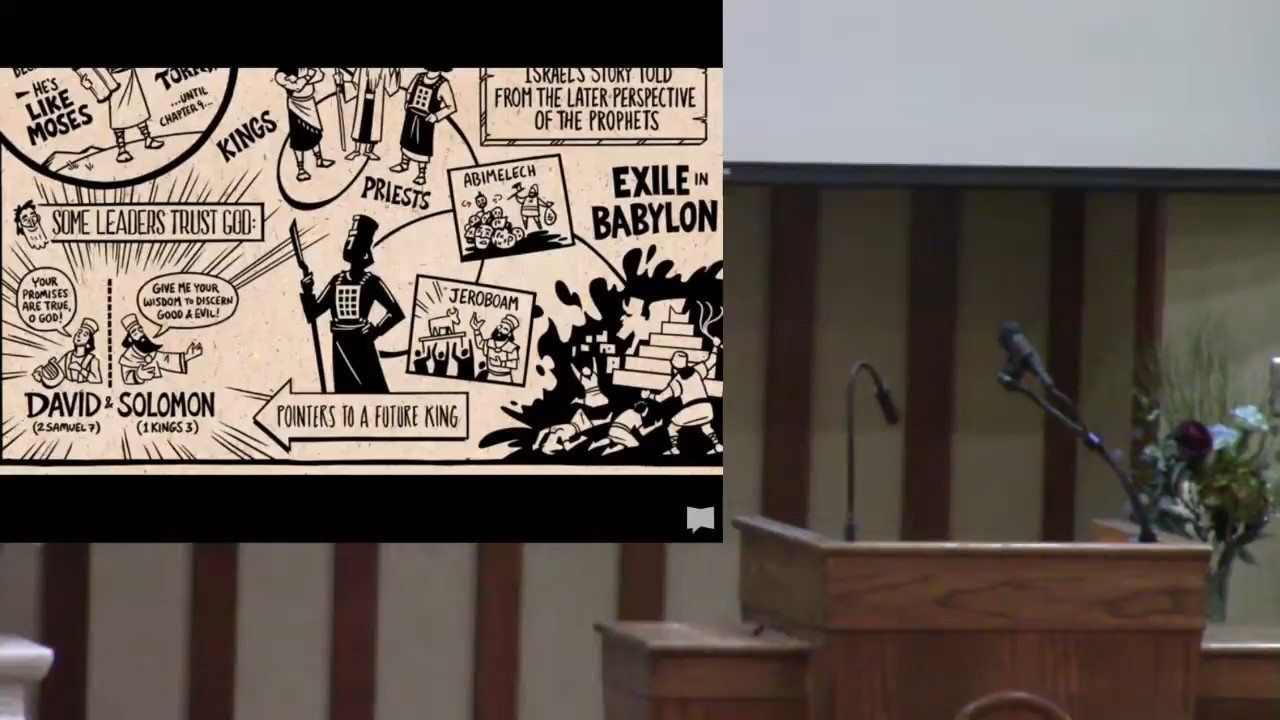 HE'S
LIKE
MOSES
...UNTIL
CHAPTER 9...
KINGS
PRIESTS
ISRAEL'S STORY TOLD
FROM THE LATER PERSPECTIVE
OF THE PROPHETS
ABIMELECH
EXILE IN
BABYLON
SOME LEADERS TRUST GOD:
YOUR
PROMISES
ARE TRUE,
O GOD!
GIVE ME YOUR
WISDOM TO DISCERN
GOOD & EVIL!
JEROBOAM
DAVID & SOLOMON
(2 SAMUEL 7)
(1 KINGS 3)
POINTERS TO A FUTURE KING